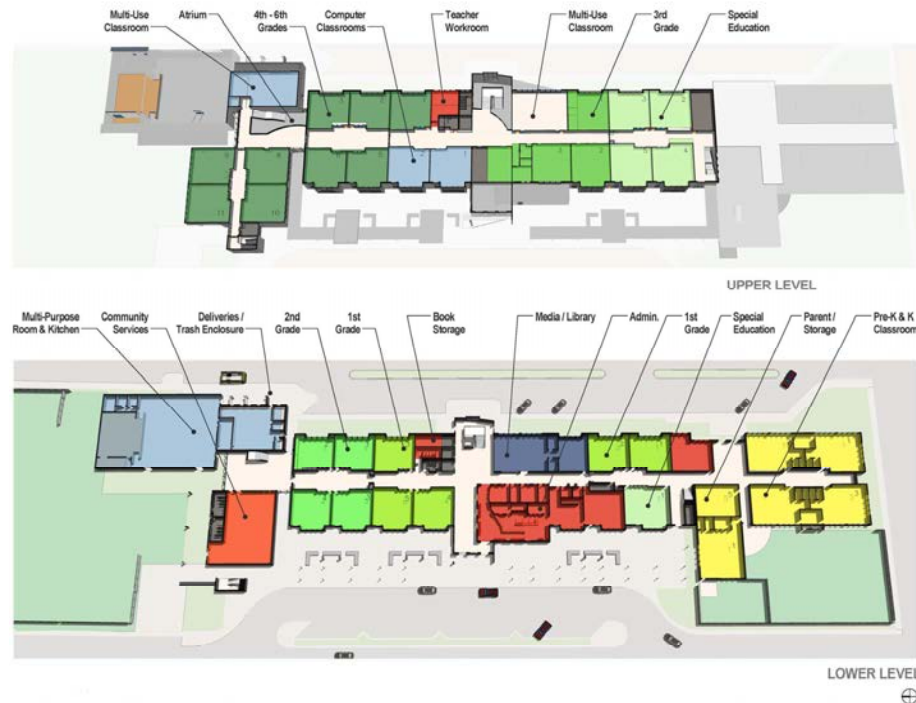 Multi-Use
Classroom
Atrium
4th - 6th
Grades
Computer
Classrooms
Teacher
Workroom
Multi-Use
Classroom
3rd
Grade
Special
Education
UPPER LEVEL
Multi-Purpose
Room & Kitchen
Community
Services
Deliveries /
Trash Enclosure
2nd
Grade
1st
Grade
Book
Storage
Media / Library
Admin.
1st
Grade
Special
Education
Parent /
Storage
Pre-K & K
Classroom
LOWER LEVEL